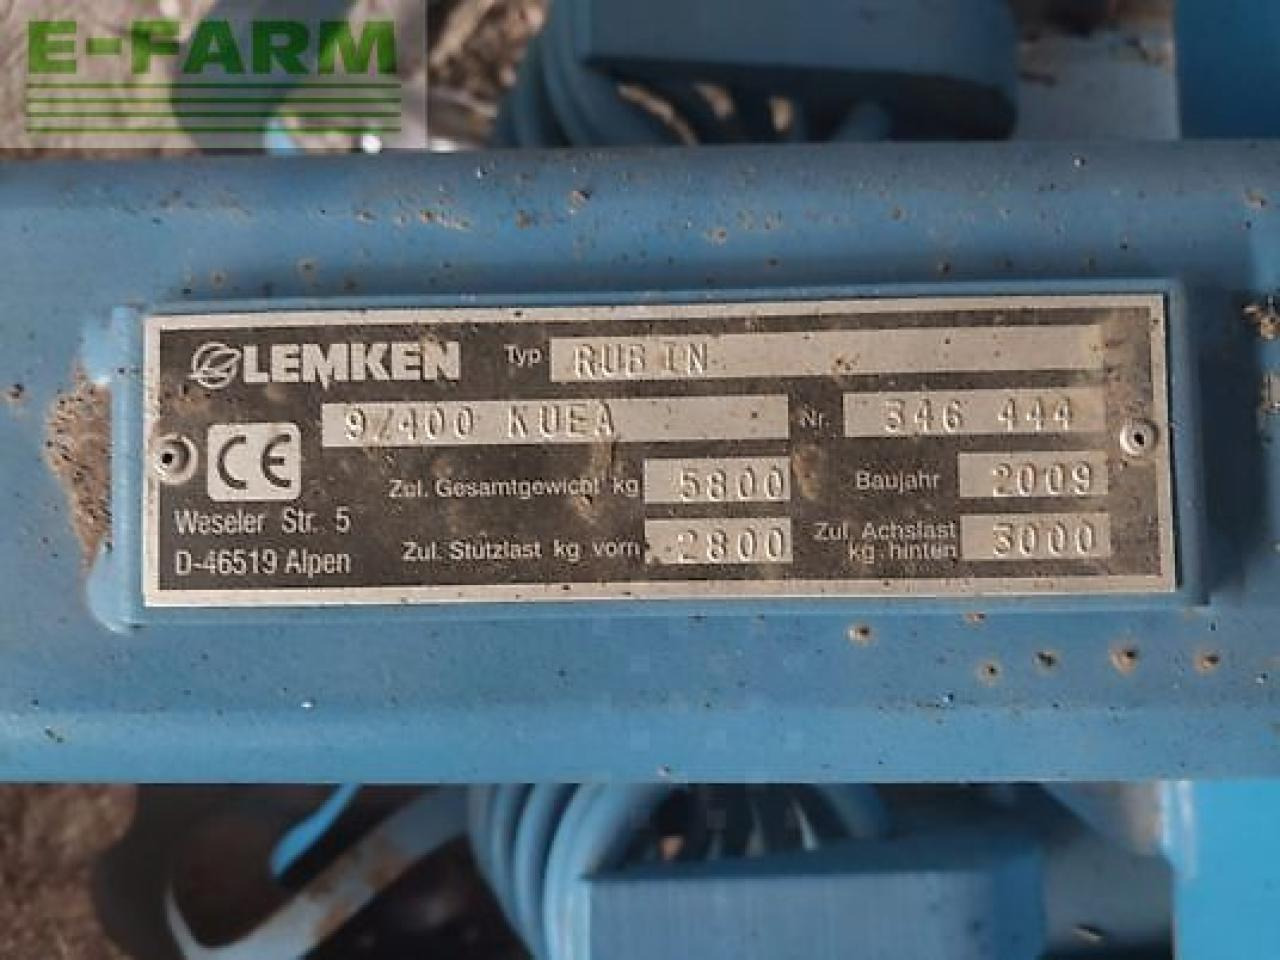 E-FARM
LEMKEN Typ RUBIN
9/400 KUEA Nr. 346 444
CE Zul. Gesamtgewicht kg 5800 Baujahr 2009
Weseler Str. 5
D-46519 Alpen
Zul. Stützlast kg vorn 2800 Zul. Achslast
kg. hinten 3000